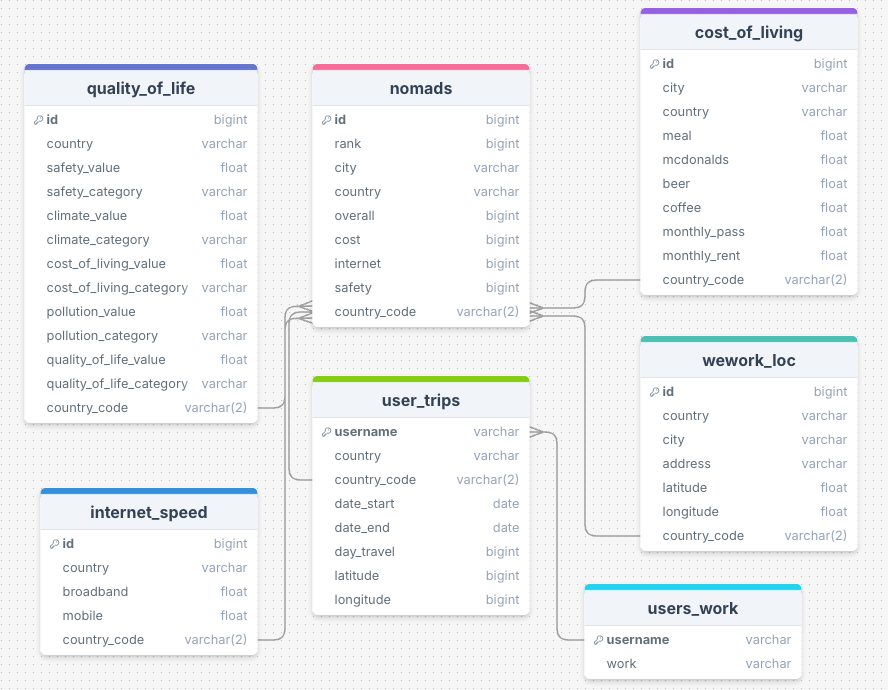 quality_of_life
id bigint
country varchar
safety_value float
safety_category varchar
climate_value float
climate_category varchar
cost_of_living_value float
cost_of_living_category varchar
pollution_value float
pollution_category varchar
quality_of_life_value float
quality_of_life_category varchar
country_code varchar(2)
internet_speed
id bigint
country varchar
broadband float
mobile float
country_code varchar(2)
nomads
id bigint
rank bigint
city varchar
country varchar
overall bigint
cost bigint
internet bigint
safety bigint
country_code varchar(2)
user_trips
username varchar
country varchar
country_code varchar(2)
date_start date
date_end date
day_travel bigint
latitude bigint
longitude bigint
cost_of_living
id bigint
city varchar
country varchar
meal float
mcdonalds float
beer float
coffee float
monthly_pass float
monthly_rent float
country_code varchar(2)
wework_loc
id bigint
country varchar
city varchar
address varchar
latitude float
longitude float
country_code varchar(2)
users_work
username varchar
work varchar